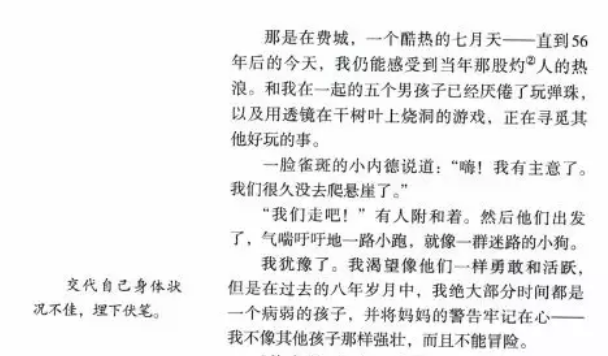 那是在费城，一个酷热的七月天——直到56
年后的今天，我仍能感受到当年那股灼②人的热
浪。和我在一起的五个男孩子已经厌倦了玩弹珠，
以及用透镜在干树叶上烧洞的游戏，正在寻觅其
他好玩的事。
一脸雀斑的小内德说道：“嗨！我有主意了。
我们很久没去爬悬崖了。”
“我们走吧！”有人附和着。然后他们出发
了，气喘吁吁地一路小跑，就像一群迷路的小狗。
我犹豫了。我渴望像他们一样勇敢和活跃，
但是在过去的八年岁月中，我绝大部分时间都是
一个病弱的孩子，并将妈妈的警告牢记在心——
我不像其他孩子那样强壮，而且不能冒险。
交代自己身体状
况不佳，埋下伏笔。